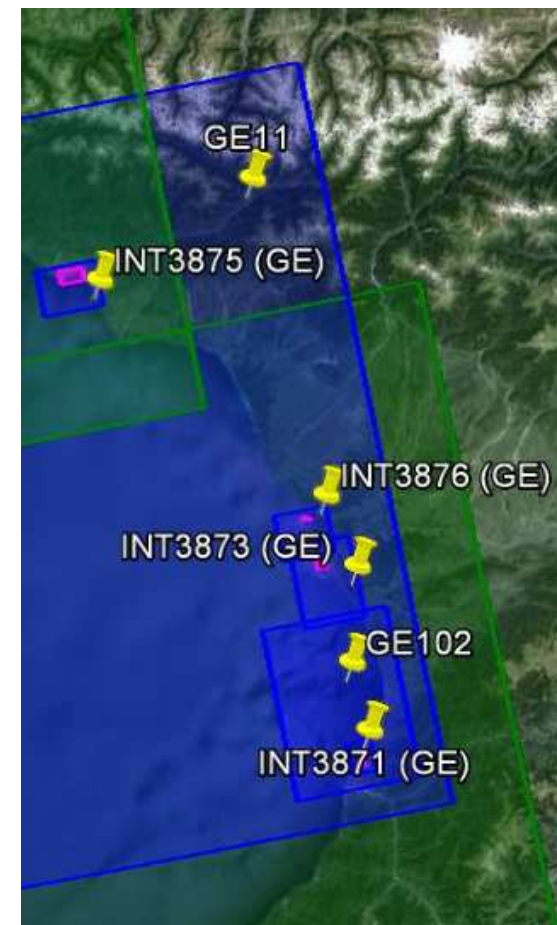 GE11
INT3875 (GE)
INT3876 (GE)
INT3873 (GE)
GE102
INT3871 (GE)